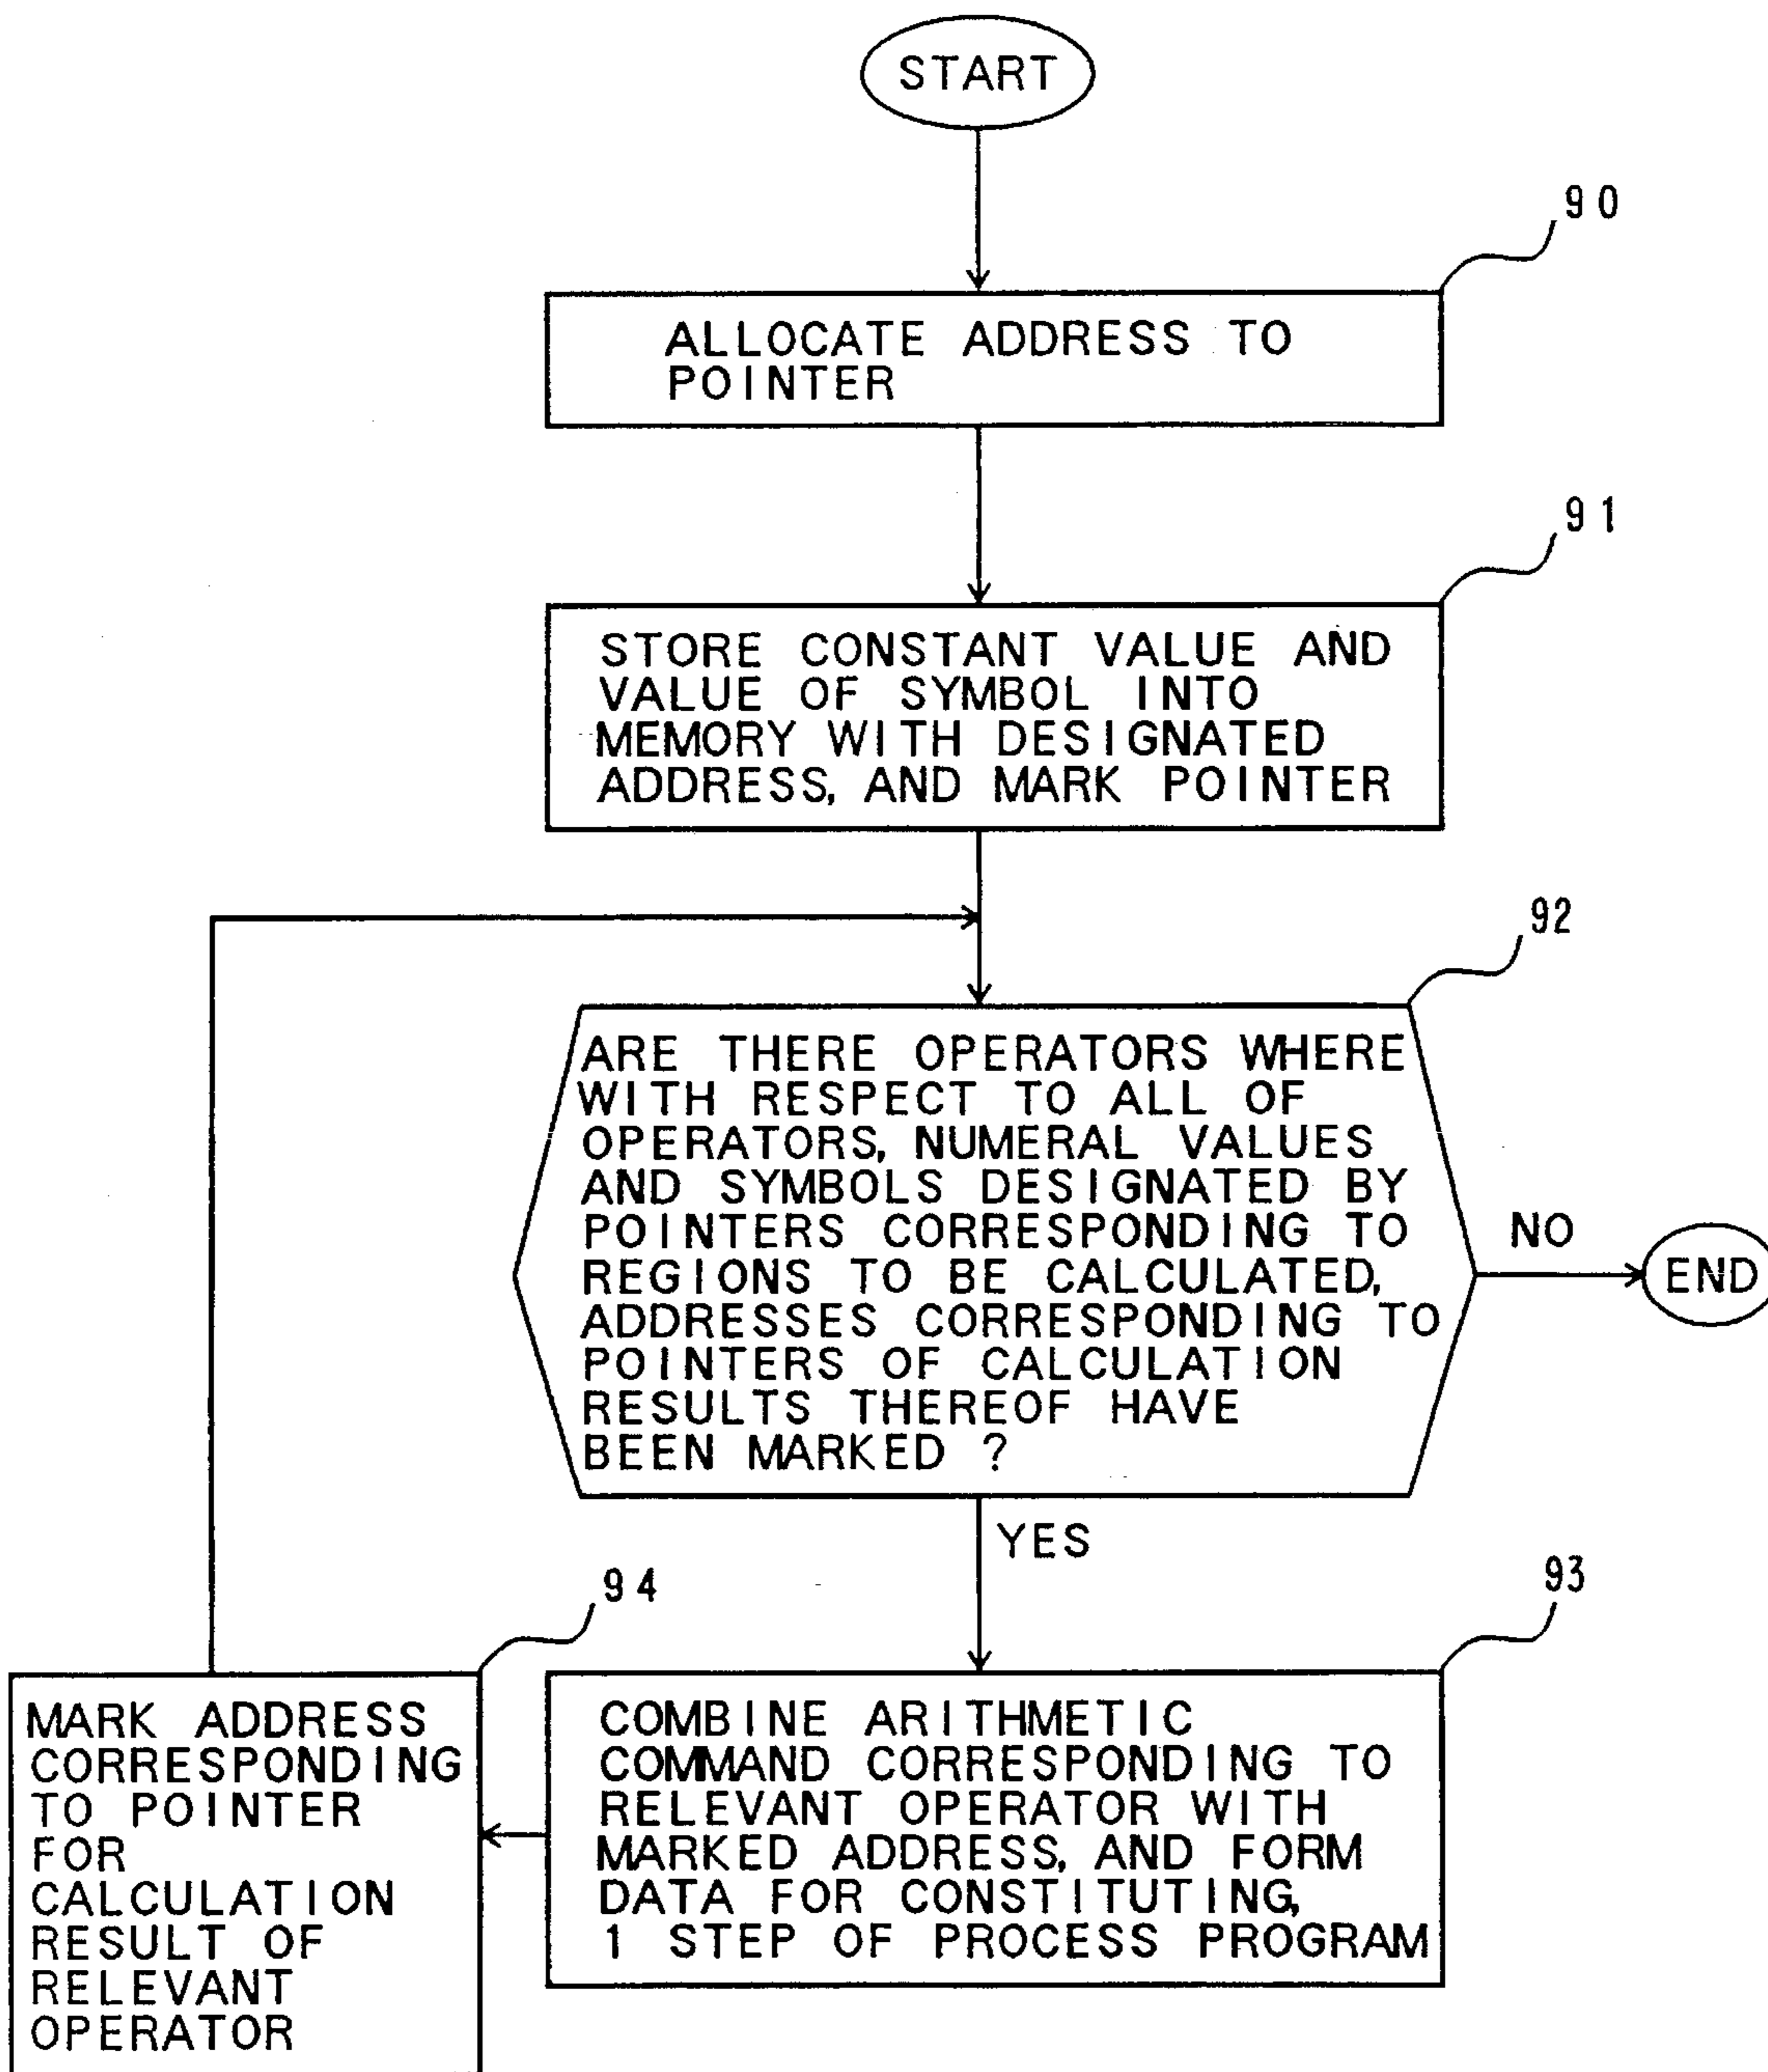 START
90
ALLOCATE ADDRESS TO
POINTER
91
STORE CONSTANT VALUE AND
VALUE OF SYMBOL INTO
MEMORY WITH DESIGNATED
ADDRESS, AND MARK POINTER
92
ARE THERE OPERATORS WHERE
WITH RESPECT TO ALL OF
OPERATORS, NUMERAL VALUES
AND SYMBOLS DESIGNATED BY
POINTERS CORRESPONDING TO
REGIONS TO BE CALCULATED,
ADDRESSES CORRESPONDING TO
POINTERS OF CALCULATION
RESULTS THEREOF HAVE
BEEN MARKED ?
NO
END
YES
93
COMBINE ARITHMETIC
COMMAND CORRESPONDING TO
RELEVANT OPERATOR WITH
MARKED ADDRESS, AND FORM
DATA FOR CONSTITUTING,
1 STEP OF PROCESS PROGRAM
94
MARK ADDRESS
CORRESPONDING
TO POINTER
FOR
CALCULATION
RESULT OF
RELEVANT
OPERATOR